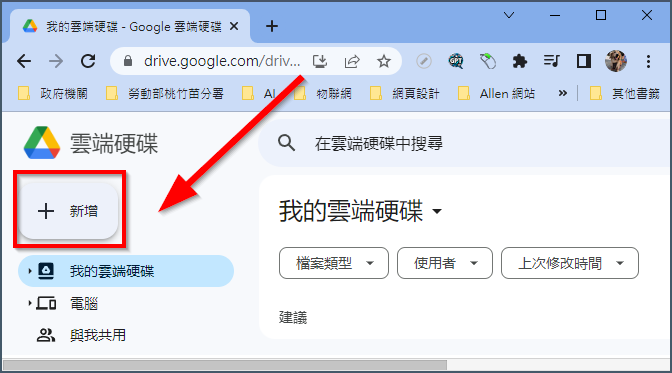 我的雲端硬碟 - Google 雲端硬碟
drive.google.com/driv...
GPT
政府機關 勞動部桃竹苗分署 AI 物聯網 網頁設計 Allen 網站 » 其他書籤
雲端硬碟
在雲端硬碟中搜尋
新增
我的雲端硬碟
檔案類型 使用者 上次修改時間
我的雲端硬碟
電腦
與我共用
建議